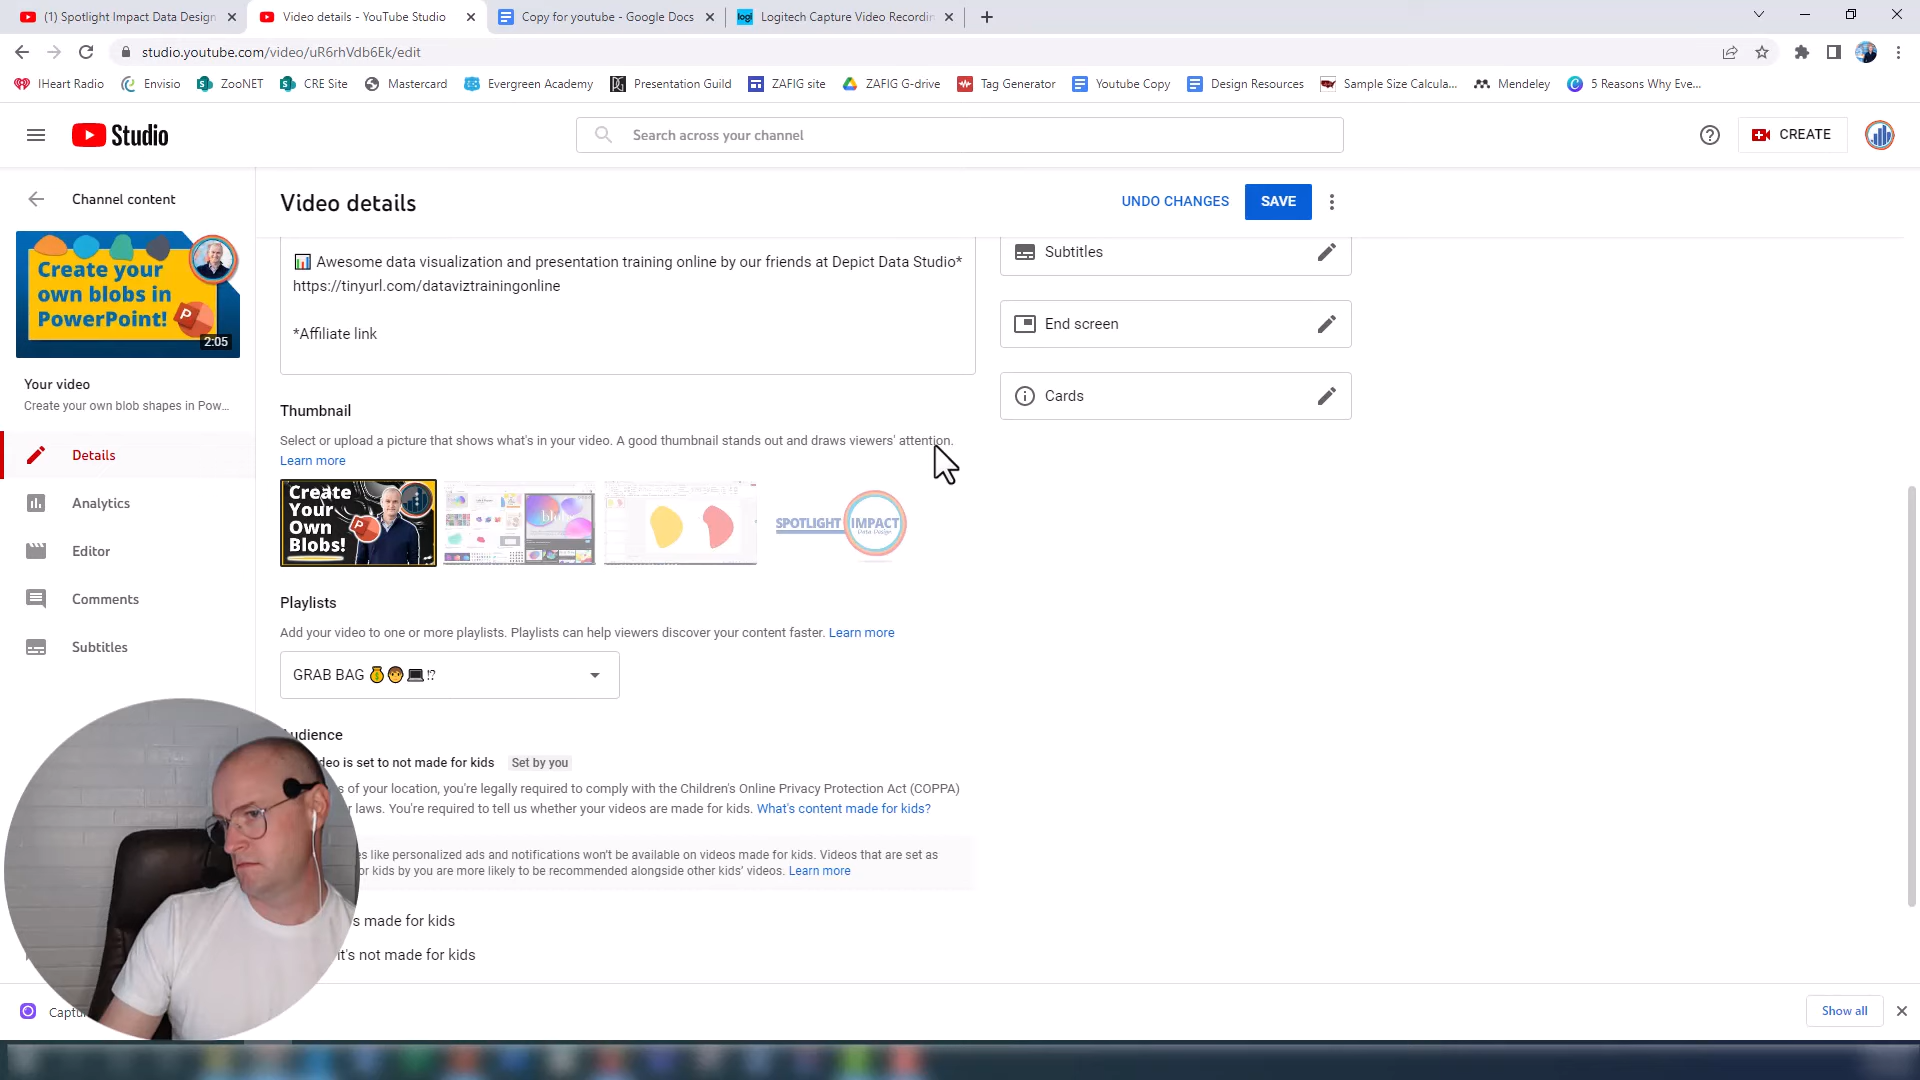 (1) Spotlight Impact Data Design
Video details - YouTube Studio
Copy for youtube - Google Docs
Logitech Capture Video Recordin
studio.youtube.com/video/uR6rhVdb6Ek/edit
IHeart Radio
Envisio
ZooNET
CRE Site
Mastercard
Evergreen Academy
Presentation Guild
ZAFIG site
ZAFIG G-drive
Tag Generator
Youtube Copy
Design Resources
Sample Size Calcula...
Mendeley
5 Reasons Why Eve...
Studio
Search across your channel
CREATE
Channel content
Video details
UNDO CHANGES
SAVE
Create your
own blobs in
PowerPoint!
P
2:05
Your video
Create your own blob shapes in Pow...
Details
Analytics
Editor
Comments
Subtitles
📊 Awesome data visualization and presentation training online by our friends at Depict Data Studio*
https://tinyurl.com/dataviztrainingonline
*Affiliate link
Subtitles
End screen
Cards
Thumbnail
Select or upload a picture that shows what's in your video. A good thumbnail stands out and draws viewers' attention.
Learn more
Create
Your
Own
Blobs!
P
SPOTLIGHT IMPACT
Data Design
Playlists
Add your video to one or more playlists. Playlists can help viewers discover your content faster. Learn more
GRAB BAG 💰🧑💻⁉
udience
deo is set to not made for kids
Set by you
s of your location, you're legally required to comply with the Children's Online Privacy Protection Act (COPPA)
r laws. You're required to tell us whether your videos are made for kids. What's content made for kids?
es like personalized ads and notifications won't be available on videos made for kids. Videos that are set as
or kids by you are more likely to be recommended alongside other kids' videos. Learn more
s made for kids
it's not made for kids
Captu
Show all